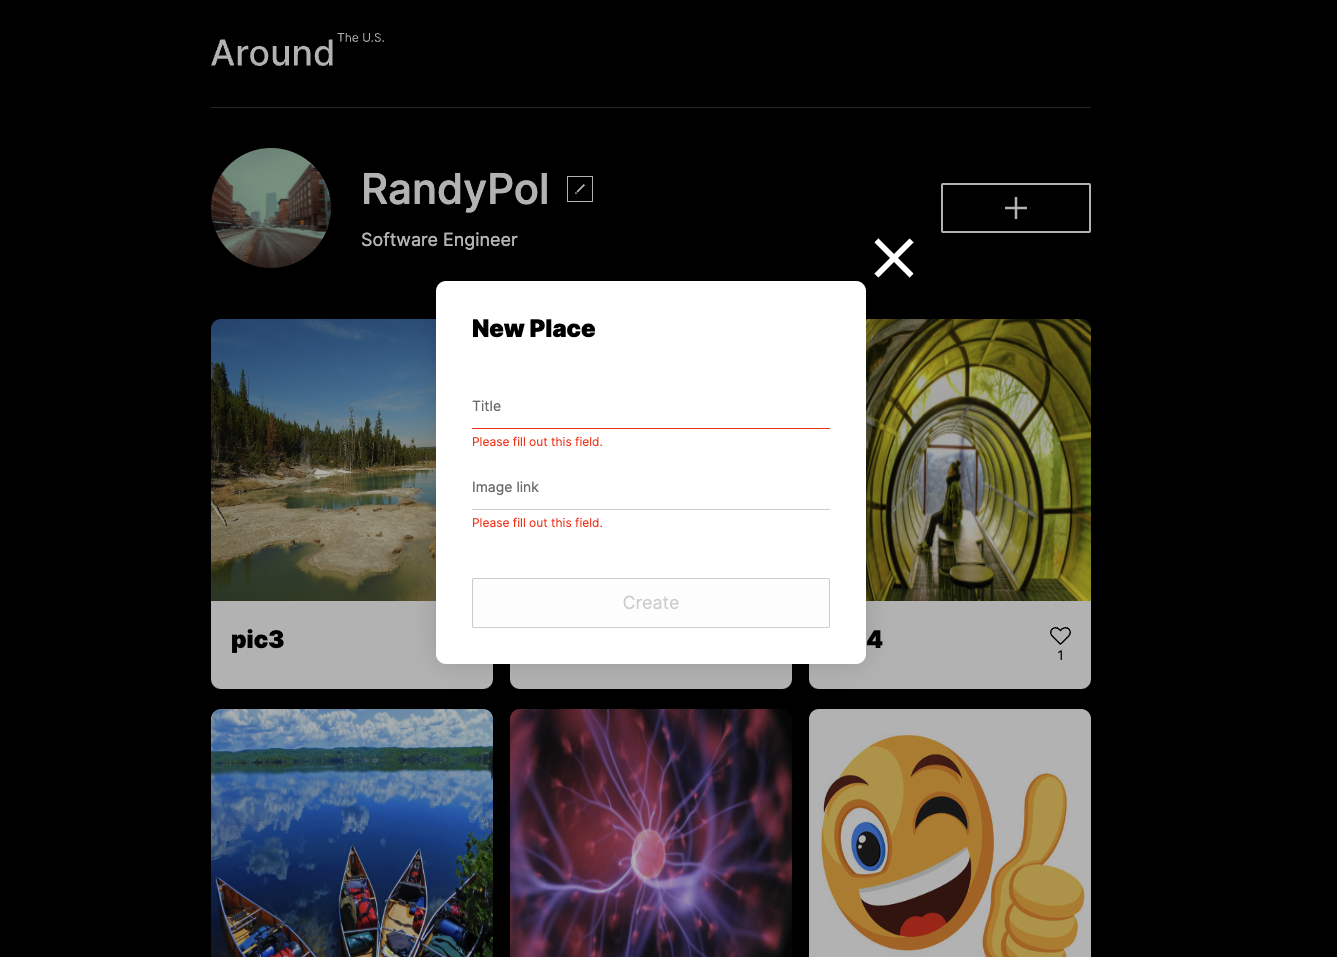 Around The U.S.
RandyPol
Software Engineer
New Place
Title
Please fill out this field.
Image link
Please fill out this field.
Create
pic3
4
1